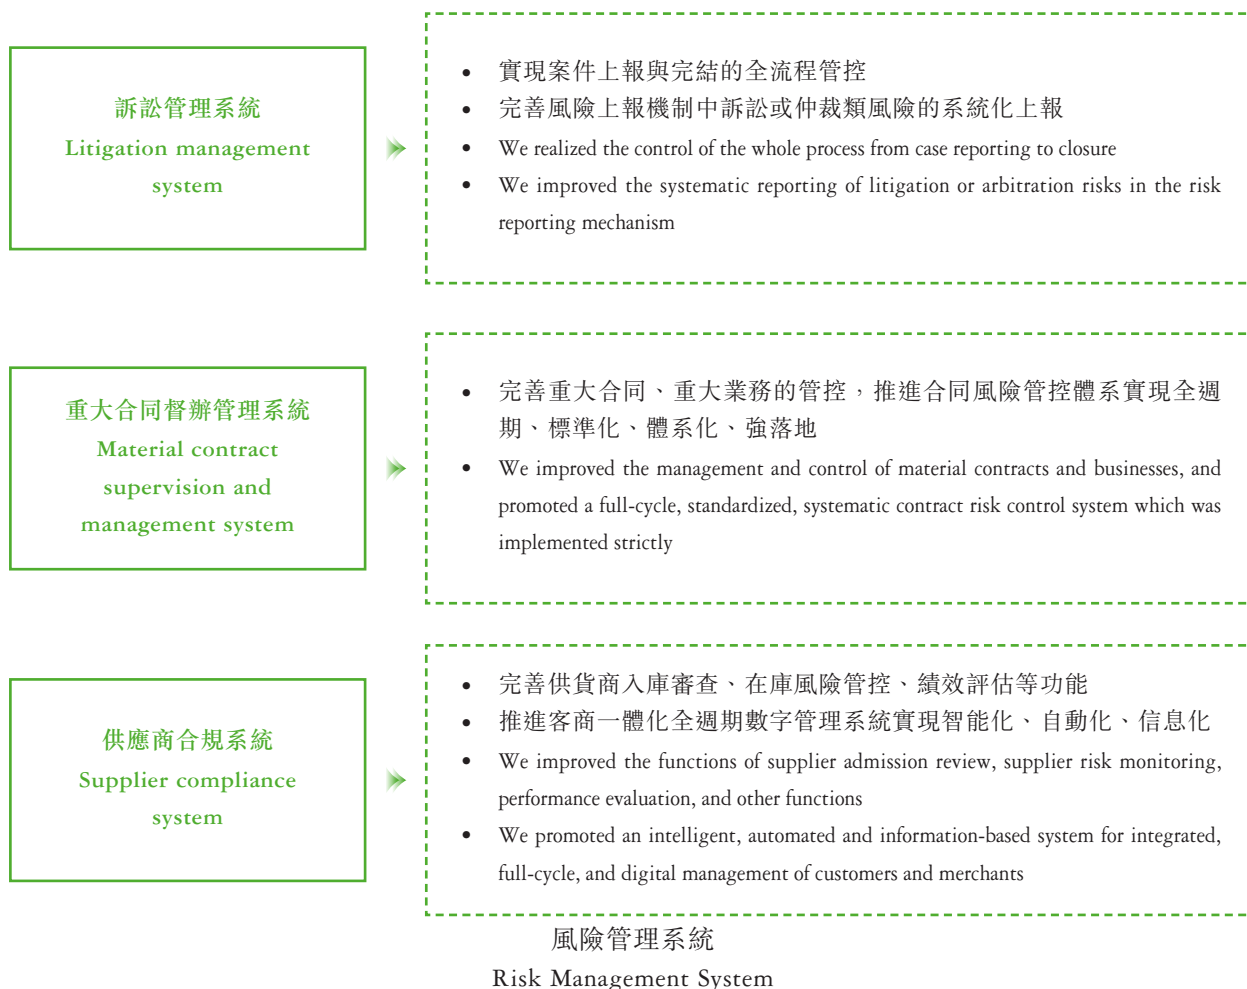 訴訟管理系統
Litigation management
system
• 實現案件上報與完結的全流程管控
• 完善風險上報機制中訴訟或仲裁類風險的系統化上報
• We realized the control of the whole process from case reporting to closure
• We improved the systematic reporting of litigation or arbitration risks in the risk
reporting mechanism
重大合同督辦管理系統
Material contract
supervision and
management system
• 完善重大合同、重大業務的管控，推進合同風險管控體系實現全週
期、標準化、體系化、強落地
• We improved the management and control of material contracts and businesses, and
promoted a full-cycle, standardized, systematic contract risk control system which was
implemented strictly
供應商合規系統
Supplier compliance
system
• 完善供貨商入庫審查、在庫風險管控、績效評估等功能
• 推進客商一體化全週期數字管理系統實現智能化、自動化、信息化
• We improved the functions of supplier admission review, supplier risk monitoring,
performance evaluation, and other functions
• We promoted an intelligent, automated and information-based system for integrated,
full-cycle, and digital management of customers and merchants
風險管理系統
Risk Management System